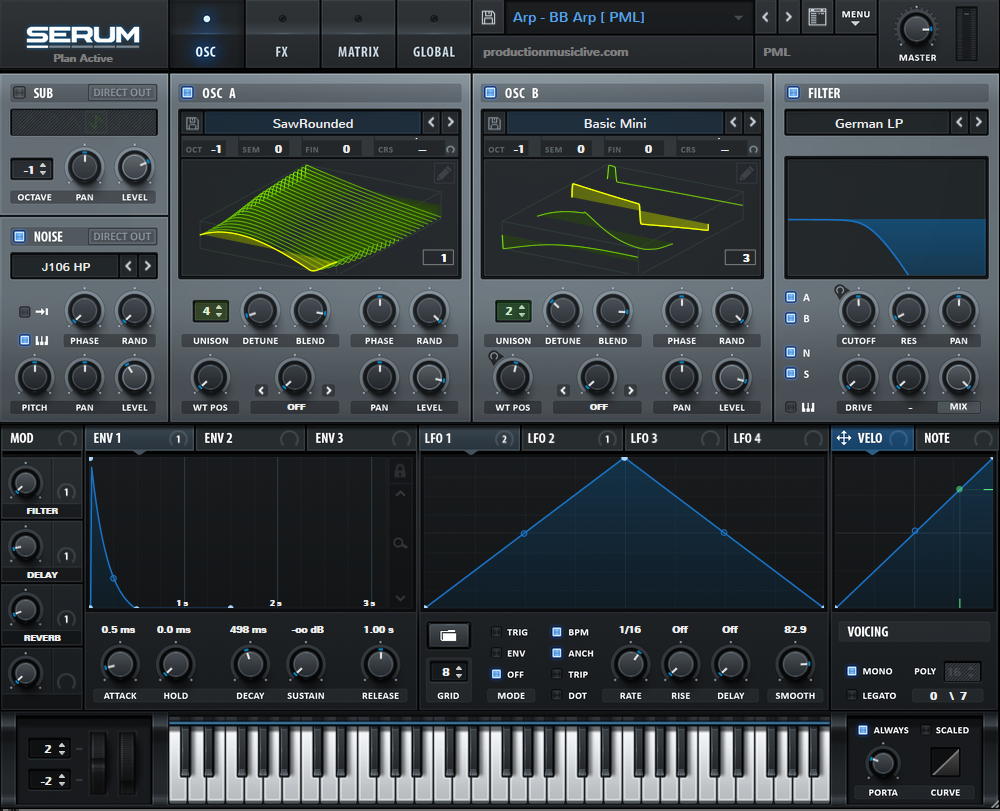 SERUM
Plan Active
OSC FX MATRIX GLOBAL
Arp - BB Arp [ PML]
MENU
productionmusiclive.com PML
MASTER
SUB DIRECT OUT
-1
OCTAVE PAN LEVEL
NOISE DIRECT OUT
J106 HP
PHASE RAND
PITCH PAN LEVEL
OSC A
SawRounded
OCT -1 SEM 0 FIN 0 CRS --
1
4
UNISON DETUNE BLEND PHASE RAND
WT POS OFF PAN LEVEL
OSC B
Basic Mini
OCT -1 SEM 0 FIN 0 CRS --
3
2
UNISON DETUNE BLEND PHASE RAND
WT POS OFF PAN LEVEL
FILTER
German LP
A
B
N
S
CUTOFF RES PAN
DRIVE - MIX
MOD ENV 1 1 ENV 2 ENV 3
LFO 1 2 LFO 2 1 LFO 3 LFO 4
VELO NOTE
1
FILTER
1
DELAY
1
REVERB
1 s 2 s 3 s
0.5 ms 0.0 ms 498 ms -oo dB 1.00 s
ATTACK HOLD DECAY SUSTAIN RELEASE
8
GRID
TRIG BPM
ENV ANCH
OFF TRIP
MODE DOT
1/16 Off Off 82.9
RATE RISE DELAY SMOOTH
VOICING
MONO POLY 16
LEGATO 0 \ 7
2
-2
ALWAYS SCALED
PORTA CURVE